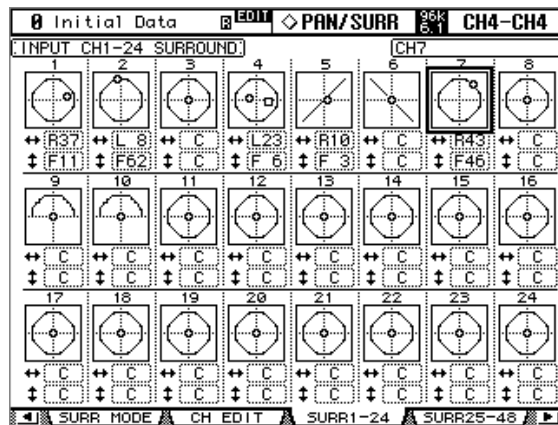 0 Initial Data EDIT PAN/SURR 96k 6.1 CH4-CH4
INPUT CH1-24 SURROUND CH7
1 2 3 4 5 6 7 8
R37 L 8 C L23 R10 C R43 C
F11 F62 C F 6 F 3 C F46 C
9 10 11 12 13 14 15 16
C C C C C C C C
C C C C C C C C
17 18 19 20 21 22 23 24
C C C C C C C C
C C C C C C C C
SURR MODE CH EDIT SURR1-24 SURR25-48